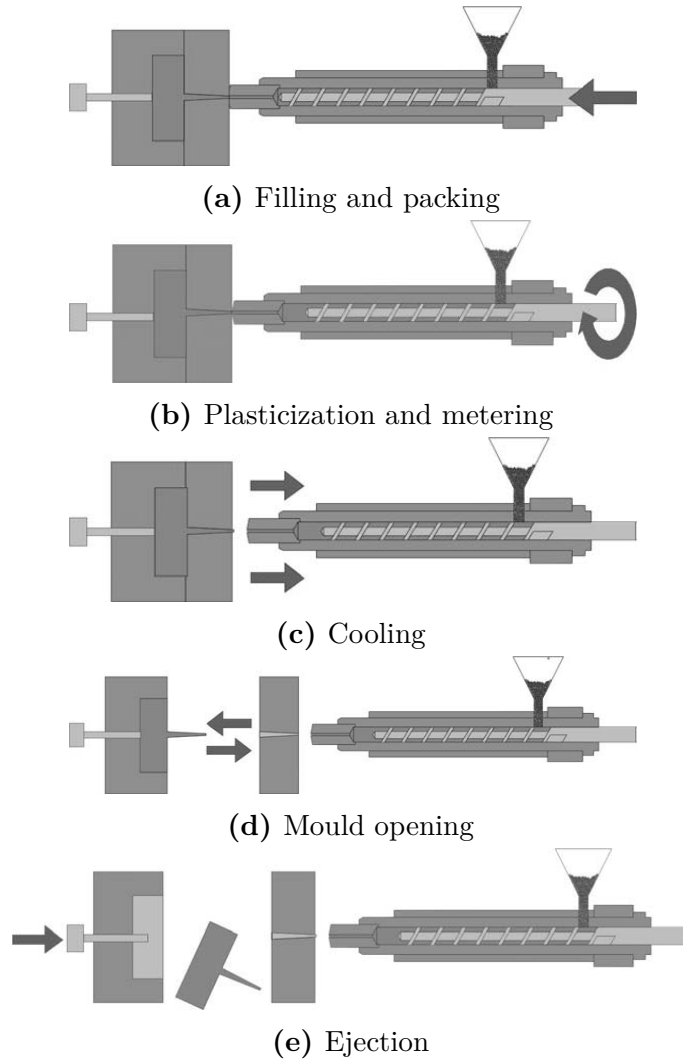 (a) Filling and packing
(b) Plasticization and metering
(c) Cooling
(d) Mould opening
(e) Ejection